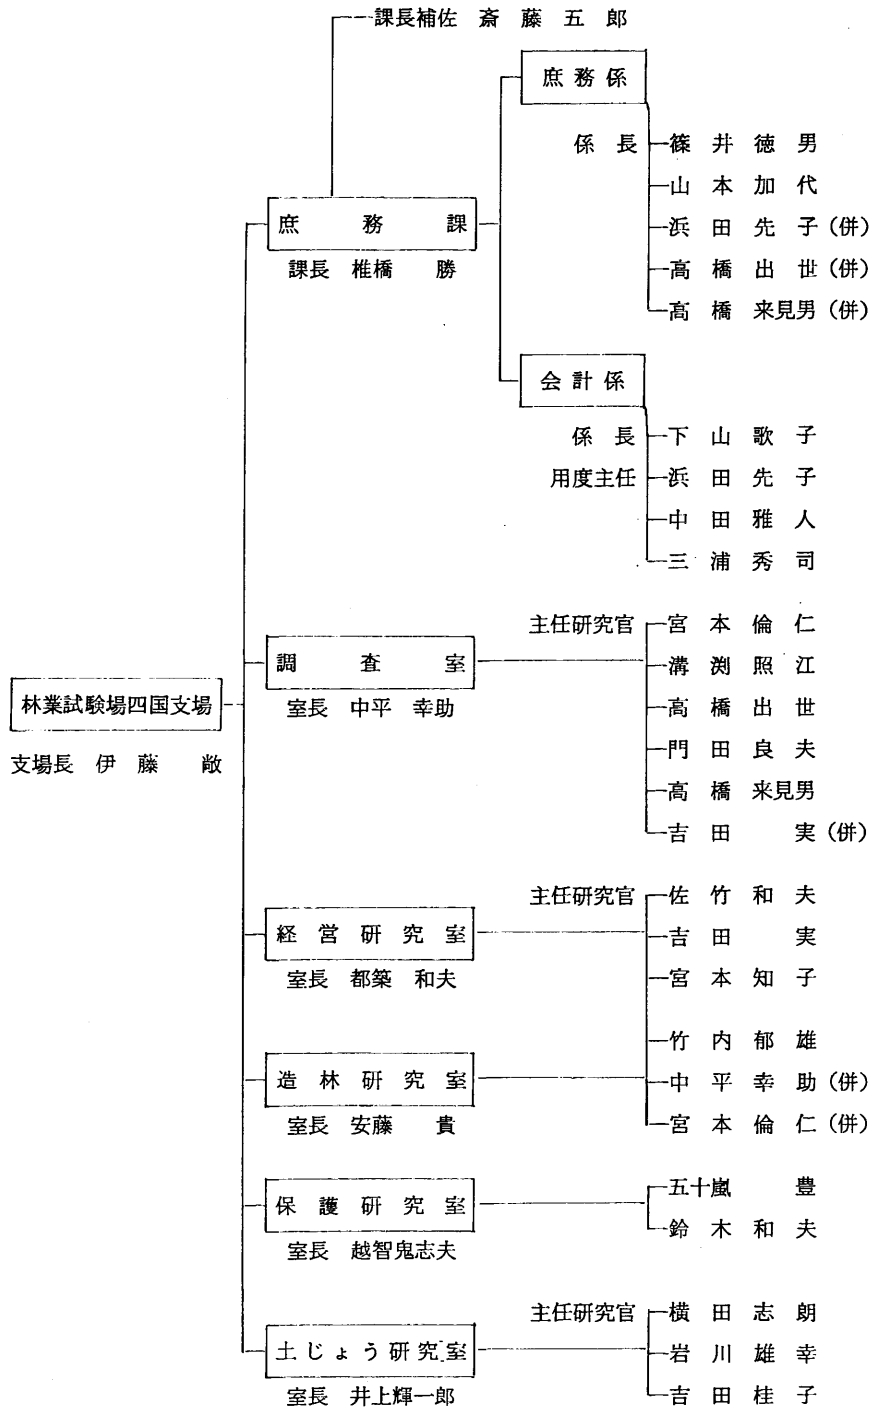 課長補佐 斎藤五郎
庶務係
係長 篠井徳男
山本加代
浜田先子(併)
庶務課
高橋出世(併)
課長 椎橋 勝
高橋来見男(併)
会計係
係長 下山歌子
用度主任 浜田先子
中田雅人
三浦秀司
主任研究官 宮本倫仁
調査室
溝渕照江
室長 中平 幸助
高橋出世
林業試験場四国支場
門田良夫
支場長 伊藤 敞
高橋来見男
吉田 実(併)
主任研究官 佐竹和夫
経営研究室
吉田 実
室長 都築 和夫
宮本知子
竹内郁雄
造林研究室
中平幸助(併)
室長 安藤 貴
宮本倫仁(併)
五十嵐 豊
保護研究室
鈴木和夫
室長 越智鬼志夫
主任研究官 横田志朗
土じょう研究室
岩川雄幸
室長 井上輝一郎
吉田桂子